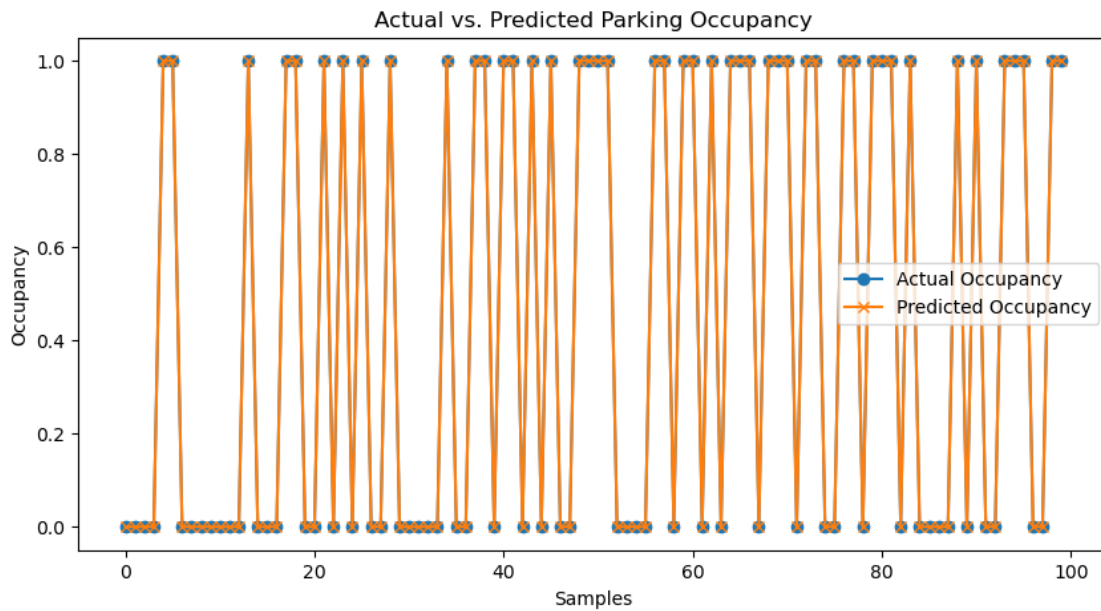 Actual vs. Predicted Parking Occupancy
1.0
0.8
0.6
0.4
0.2
0.0
Occupancy
Actual Occupancy
Predicted Occupancy
0 20 40 60 80 100
Samples